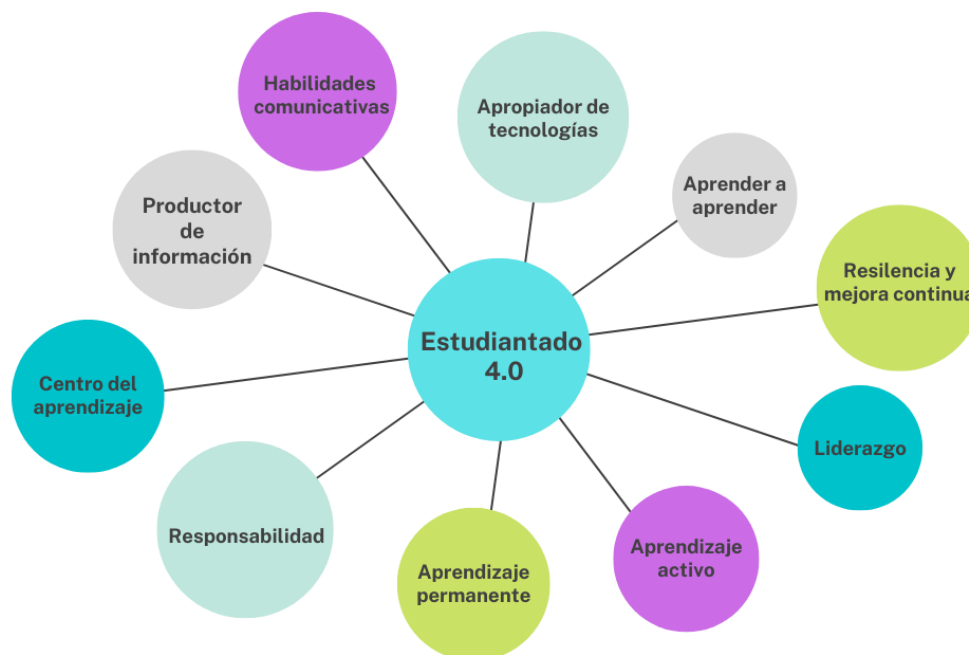 Habilidades
comunicativas
Apropiador de
tecnologías
Aprender a
aprender
Productor
de
información
Resilencia y
mejora continua
Estudiantado
4.0
Centro del
aprendizaje
Liderazgo
Responsabilidad
Aprendizaje
activo
Aprendizaje
permanente